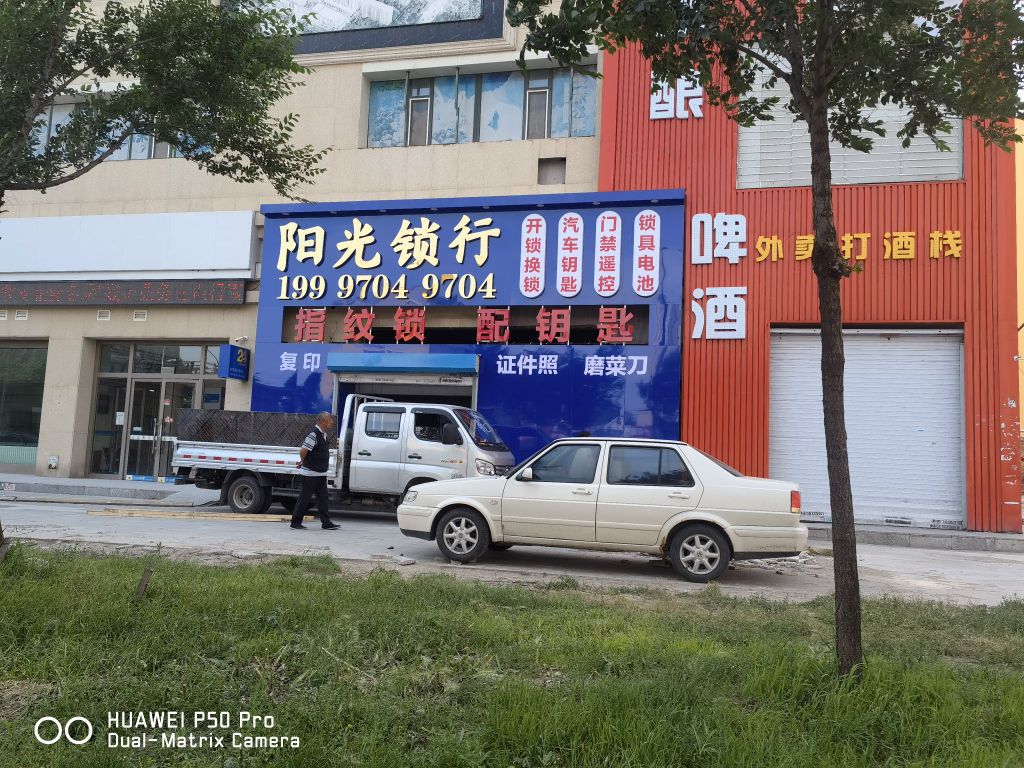 阳光锁行
199 9704 9704
开锁换锁
汽车钥匙
门禁遥控
锁具电池
指纹锁 配钥匙
复印 证件照 磨菜刀
24
酿
啤
酒
外卖打酒栈
HUAWEI P50 Pro
Dual-Matrix Camera